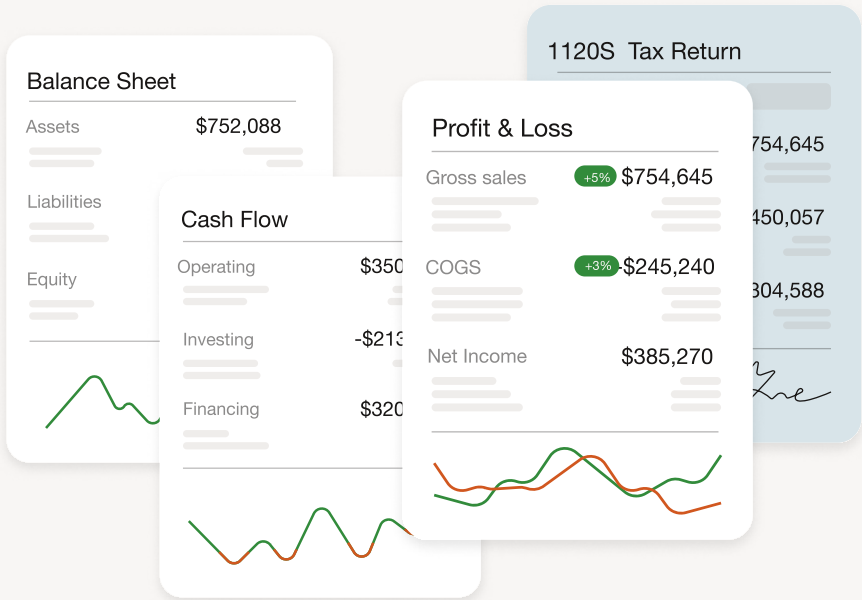 Balance Sheet
Assets $752,088
Liabilities
Equity
Cash Flow
Operating $350
Investing -$213
Financing $320
Profit & Loss
Gross sales +5% $754,645
COGS +3% -$245,240
Net Income $385,270
1120S Tax Return
754,645
450,057
304,588